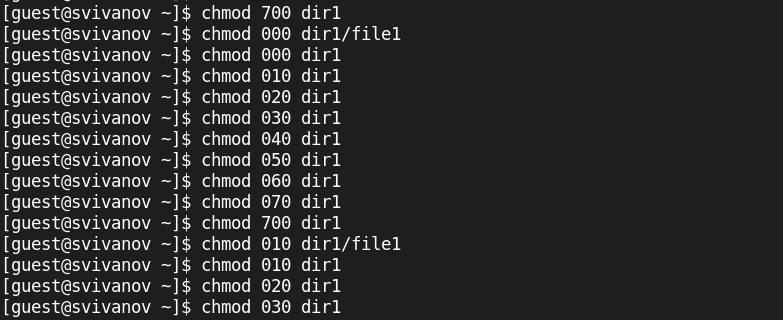 [guest@svivanov ~]$ chmod 700 dir1
[guest@svivanov ~]$ chmod 000 dir1/file1
[guest@svivanov ~]$ chmod 000 dir1
[guest@svivanov ~]$ chmod 010 dir1
[guest@svivanov ~]$ chmod 020 dir1
[guest@svivanov ~]$ chmod 030 dir1
[guest@svivanov ~]$ chmod 040 dir1
[guest@svivanov ~]$ chmod 050 dir1
[guest@svivanov ~]$ chmod 060 dir1
[guest@svivanov ~]$ chmod 070 dir1
[guest@svivanov ~]$ chmod 700 dir1
[guest@svivanov ~]$ chmod 010 dir1/file1
[guest@svivanov ~]$ chmod 010 dir1
[guest@svivanov ~]$ chmod 020 dir1
[guest@svivanov ~]$ chmod 030 dir1